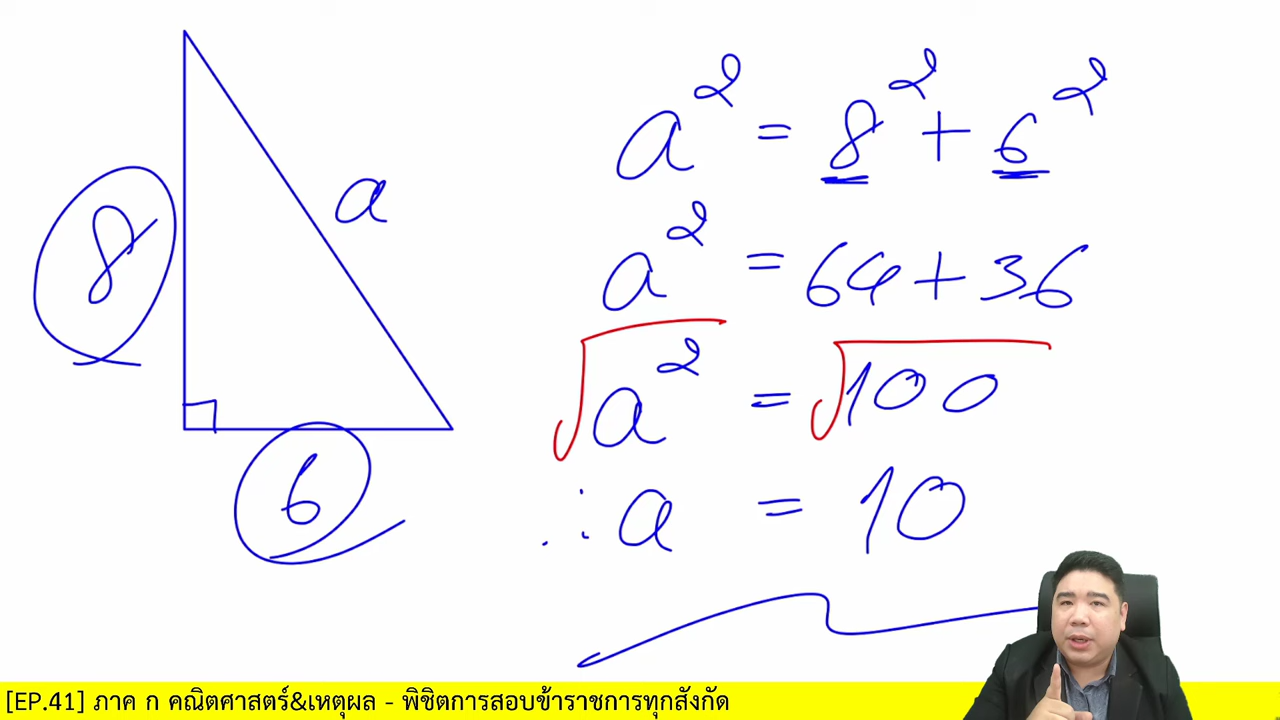 8
a
6
a² = 8² + 6²
a² = 64 + 36
√a² = √100
∴ a = 10
[EP.41] ภาค ก คณิตศาสตร์&เหตุผล - พิชิตการสอบข้าราชการทุกสังกัด